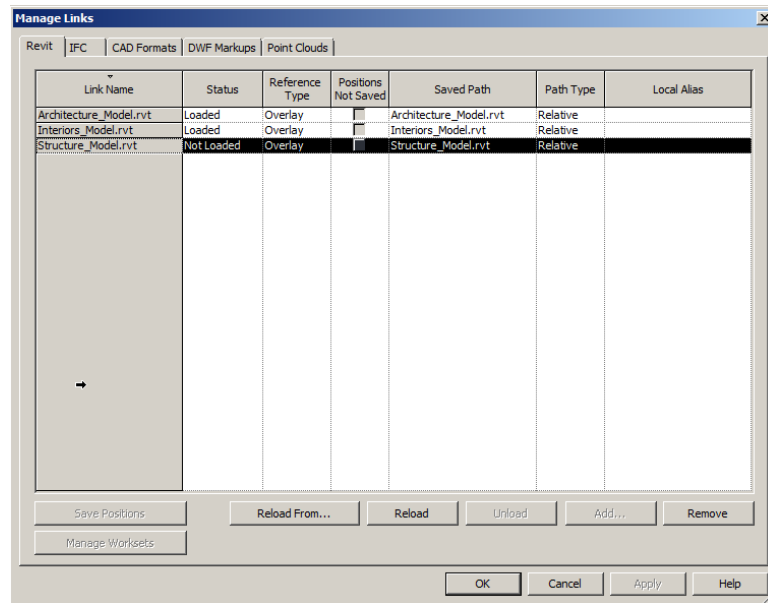 Manage Links
Revit IFC CAD Formats DWF Markups Point Clouds
Link Name Status Reference Type Positions Not Saved Saved Path Path Type Local Alias
Architecture_Model.rvt Loaded Overlay Architecture_Model.rvt Relative
Interiors_Model.rvt Loaded Overlay Interiors_Model.rvt Relative
Structure_Model.rvt Not Loaded Overlay Structure_Model.rvt Relative
Save Positions Reload From... Reload Unload Add... Remove
Manage Worksets
OK Cancel Apply Help